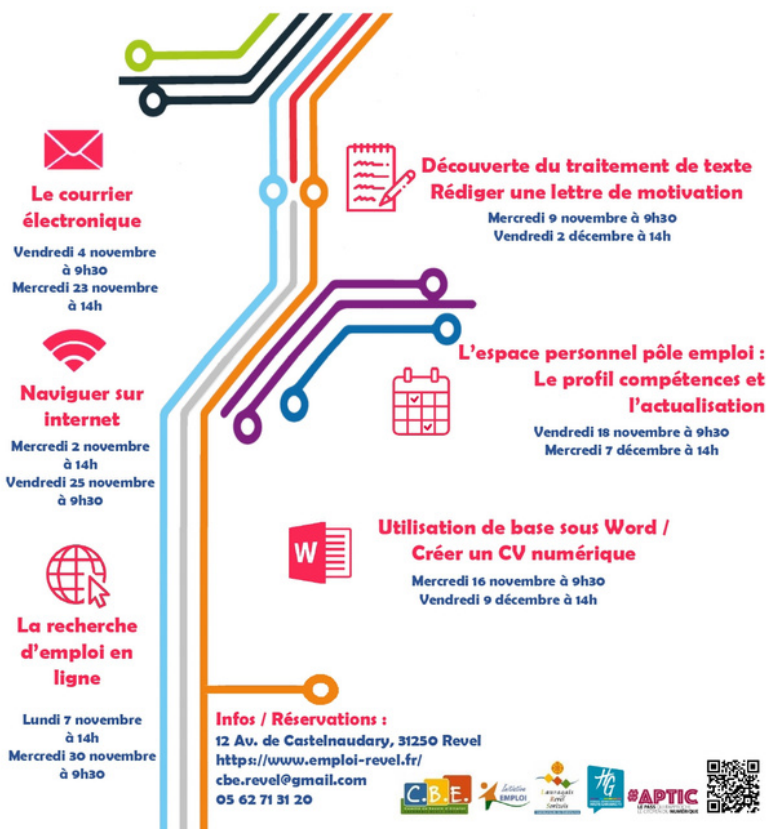 Le courrier
électronique
Vendredi 4 novembre
à 9h30
Mercredi 23 novembre
à 14h
Naviguer sur
internet
Mercredi 2 novembre
à 14h
Vendredi 25 novembre
à 9h30
La recherche
d'emploi en
ligne
Lundi 7 novembre
à 14h
Mercredi 30 novembre
à 9h30
Découverte du traitement de texte
Rédiger une lettre de motivation
Mercredi 9 novembre à 9h30
Vendredi 2 décembre à 14h
L'espace personnel pôle emploi :
Le profil compétences et
l'actualisation
Vendredi 18 novembre à 9h30
Mercredi 7 décembre à 14h
W
Utilisation de base sous Word /
Créer un CV numérique
Mercredi 16 novembre à 9h30
Vendredi 9 décembre à 14h
Infos / Réservations :
12 Av. de Castelnaudary, 31250 Revel
https://www.emploi-revel.fr/
cbe.revel@gmail.com
05 62 71 31 20
C.B.E.
Initiative
EMPLOI
Lauragais
Revel
Sorézois
HG
#APTIC